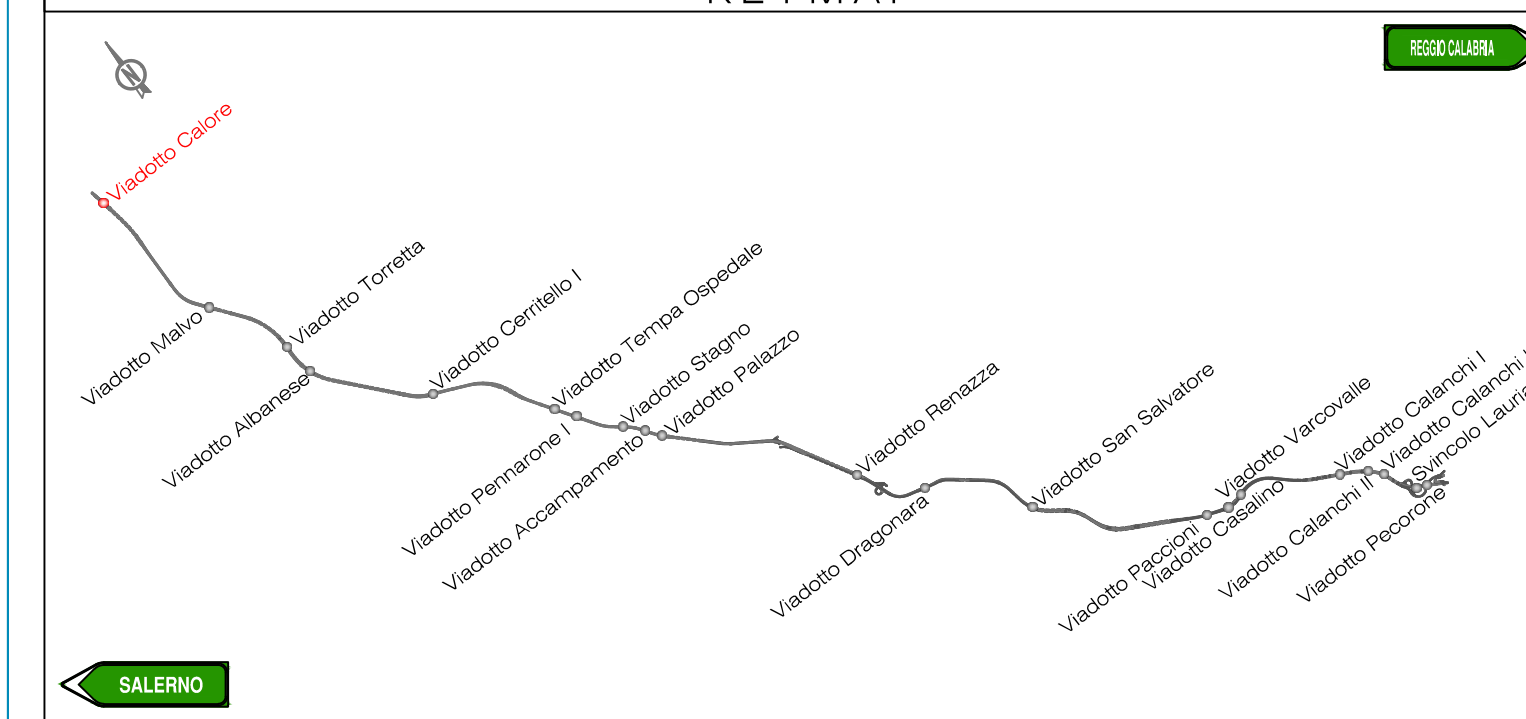 REGGIO CALABRIA
N
Viadotto Calore
Viadotto Malvo
Viadotto Torretta
Viadotto Albanese
Viadotto Cerritello I
Viadotto Tempa Ospedale
Viadotto Pennarone I
Viadotto Stagno
Viadotto Accampamento
Viadotto Palazzo
Viadotto Renazza
Viadotto Dragonara
Viadotto San Salvatore
Viadotto Paccioni
Viadotto Casalino
Viadotto Varcovalle
Viadotto Calanchi I
Viadotto Calanchi II
Viadotto Calanchi
Svincolo Lauria
Viadotto Pecorone
SALERNO